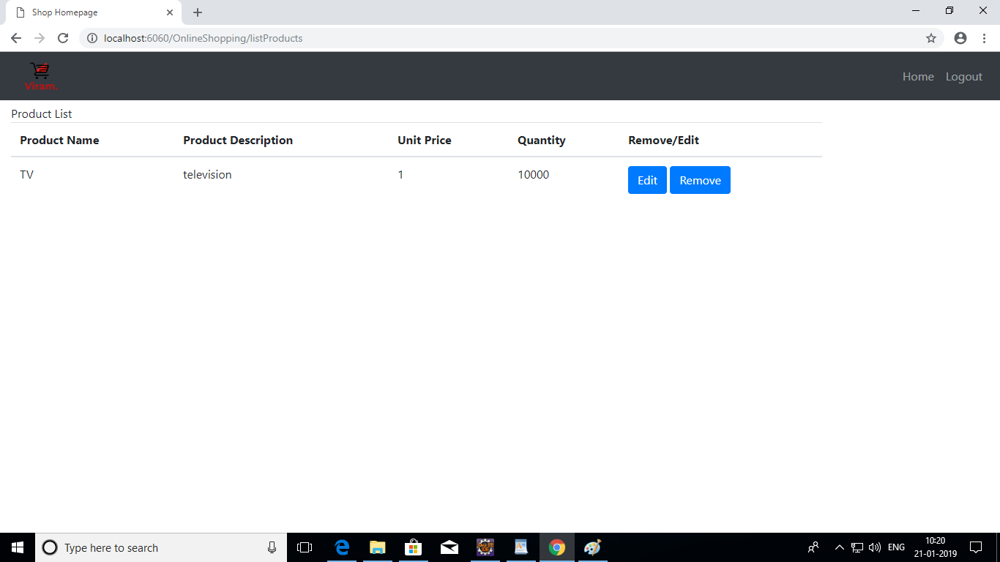 Shop Homepage
localhost:6060/OnlineShopping/listProducts
Viram.
Home Logout
Product List
Product Name Product Description Unit Price Quantity Remove/Edit
TV television 1 10000 Edit Remove
Type here to search
ENG
10:20
21-01-2019